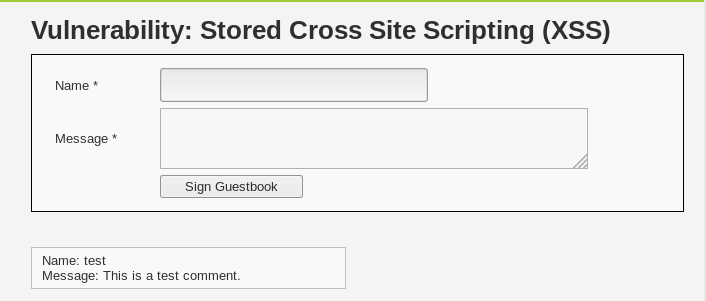 Vulnerability: Stored Cross Site Scripting (XSS)
Name *
Message *
Sign Guestbook
Name: test
Message: This is a test comment.